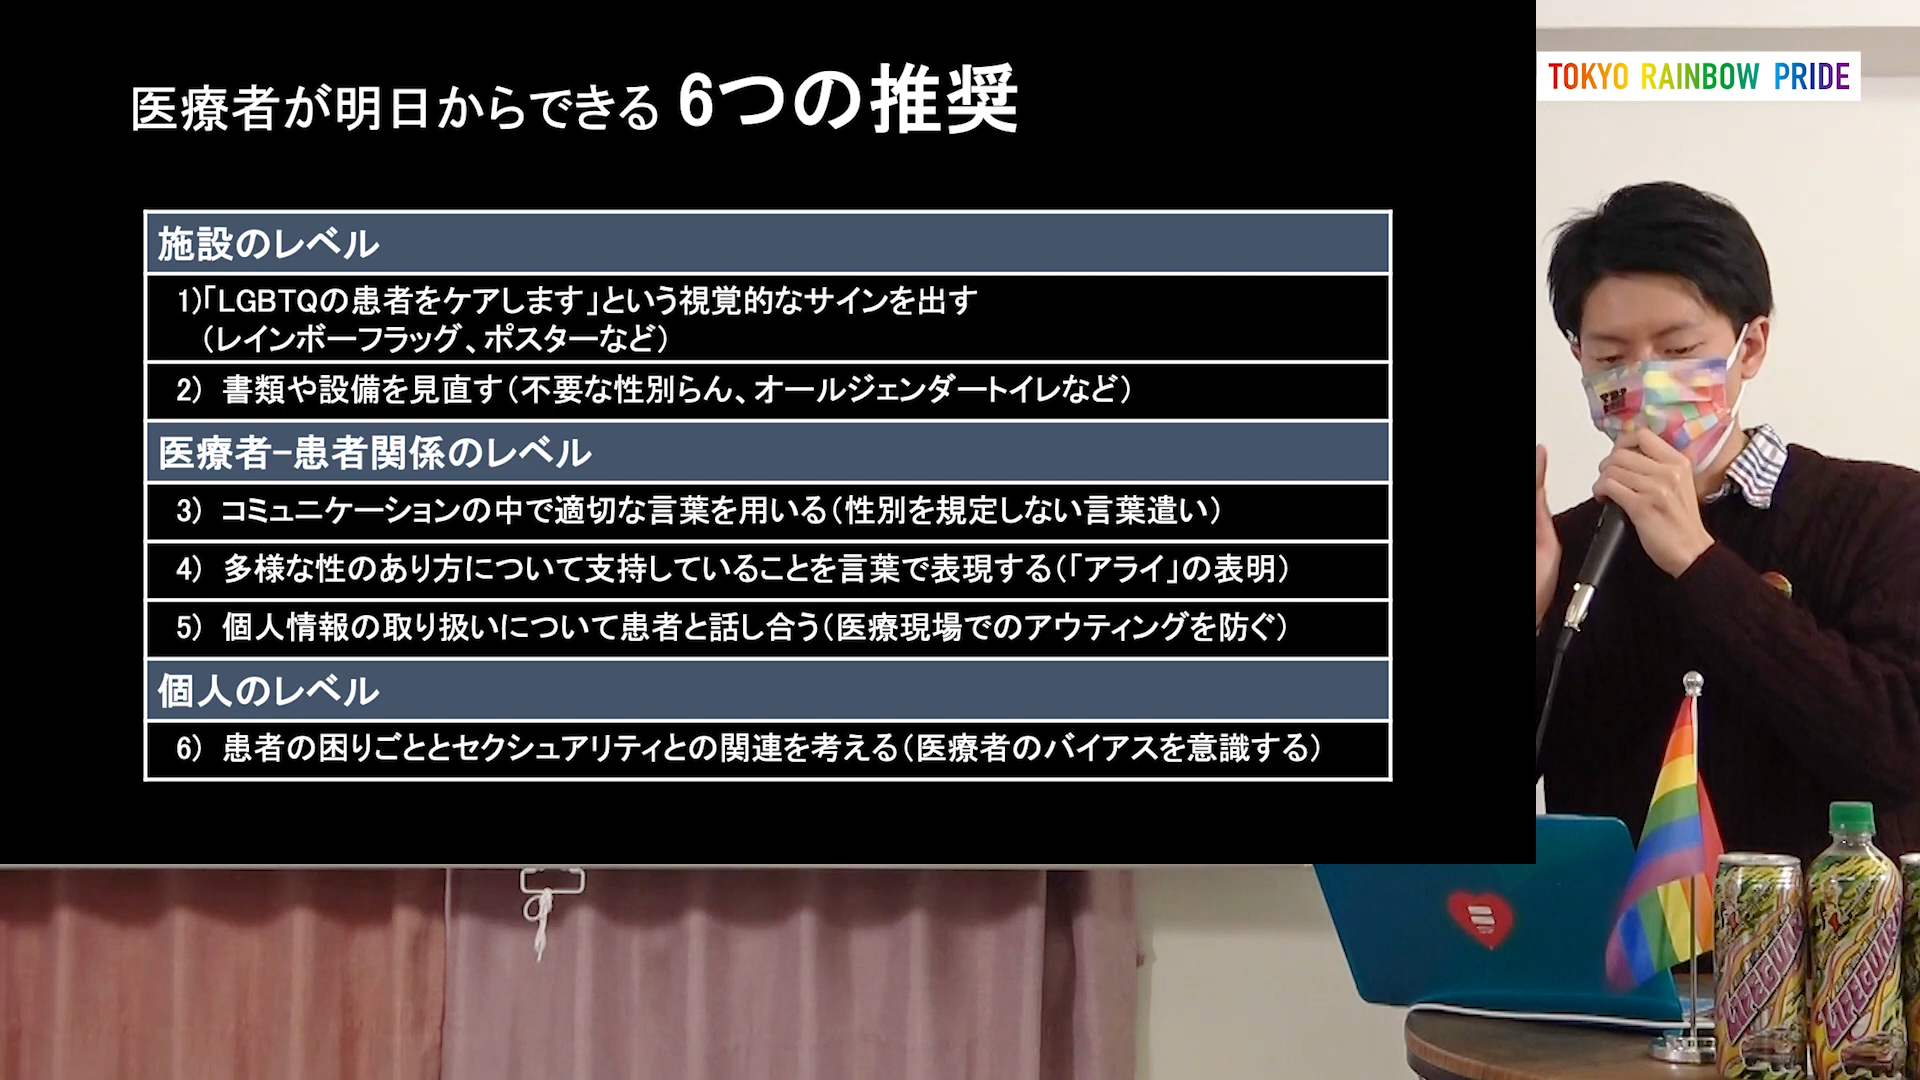 医療者が明日からできる 6つの推奨
TOKYO RAINBOW PRIDE
施設のレベル
1)「LGBTQの患者をケアします」という視覚的なサインを出す
（レインボーフラッグ、ポスターなど）
2) 書類や設備を見直す（不要な性別らん、オールジェンダートイレなど）
医療者-患者関係のレベル
3) コミュニケーションの中で適切な言葉を用いる（性別を規定しない言葉遣い）
4) 多様な性のあり方について支持していることを言葉で表現する（「アライ」の表明）
5) 個人情報の取り扱いについて患者と話し合う（医療現場でのアウティングを防ぐ）
個人のレベル
6) 患者の困りごととセクシュアリティとの関連を考える（医療者のバイアスを意識する）